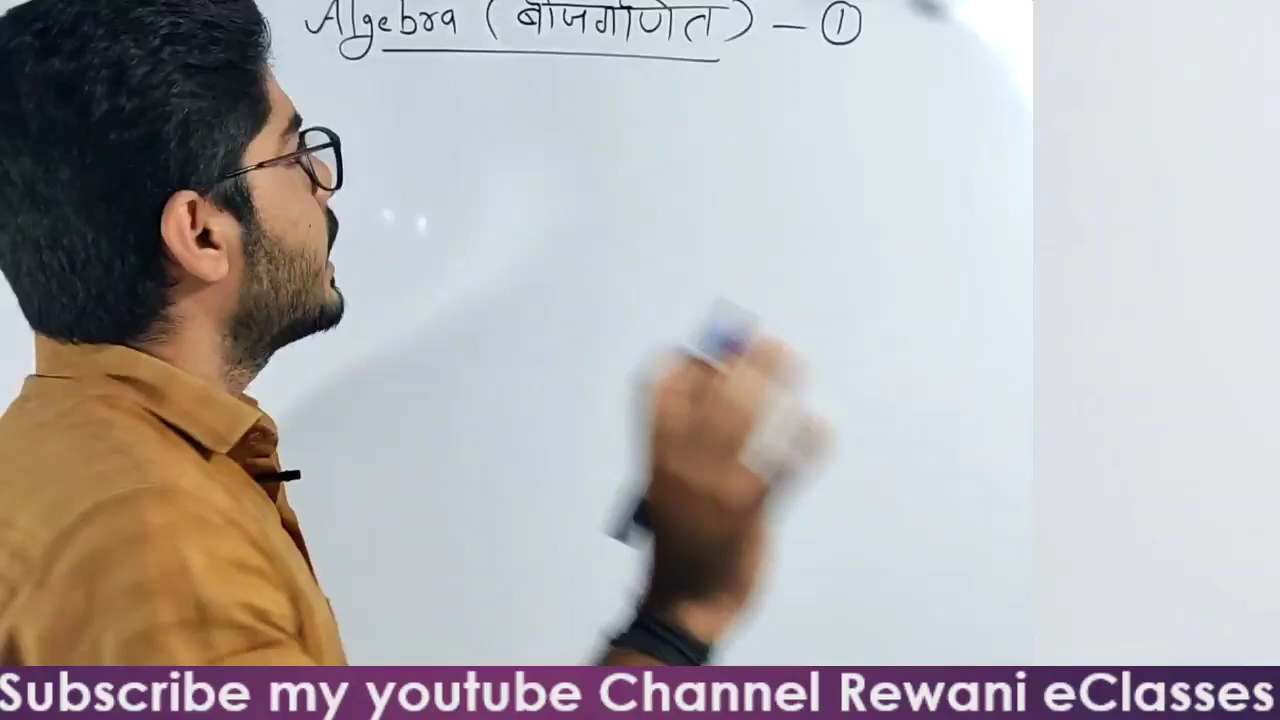 Algebra (बीजगणित) – ①
Subscribe my youtube Channel Rewani eClasses